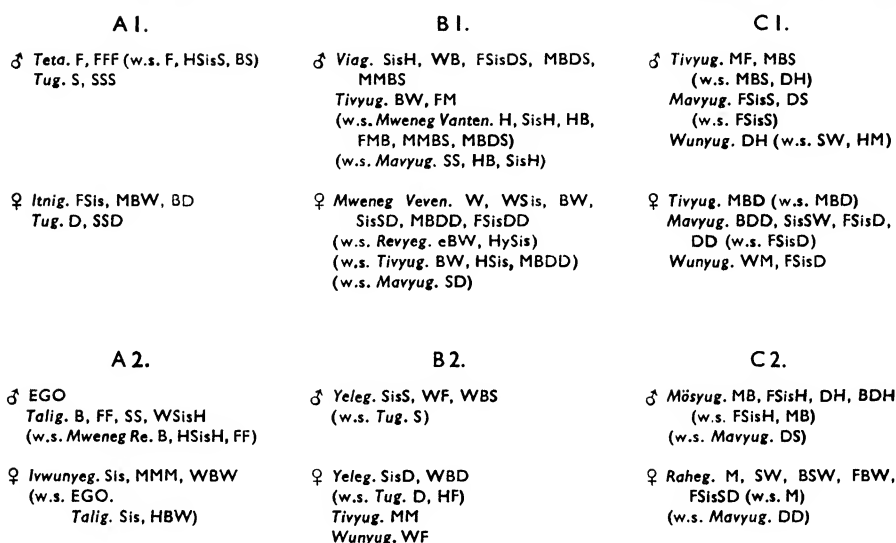 A1.
♂ Teta. F, FFF (w.s. F, HSisS, BS)
Tug. S, SSS
♀ Itnig. FSis, MBW, BD
Tug. D, SSD
B1.
♂ Viag. SisH, WB, FSisDS, MBDS,
MMBS
Tivyug. BW, FM
(w.s. Mweneg Vanten. H, SisH, HB,
FMB, MMBS, MBDS)
(w.s. Mavyug. SS, HB, SisH)
♀ Mweneg Veven. W, WSis, BW,
SisSD, MBDD, FSisDD
(w.s. Revyeg. eBW, HySis)
(w.s. Tivyug. BW, HSis, MBDD)
(w.s. Mavyug. SD)
C1.
♂ Tivyug. MF, MBS
(w.s. MBS, DH)
Mavyug. FSisS, DS
(w.s. FSisS)
Wunyug. DH (w.s. SW, HM)
♀ Tivyug. MBD (w.s. MBD)
Mavyug. BDD, SisSW, FSisD,
DD (w.s. FSisD)
Wunyug. WM, FSisD
A2.
♂ EGO
Talig. B, FF, SS, WSisH
(w.s. Mweneg Re. B, HSisH, FF)
♀ Ivwunyeg. Sis, MMM, WBW
(w.s. EGO.
Talig. Sis, HBW)
B2.
♂ Yeleg. SisS, WF, WBS
(w.s. Tug. S)
♀ Yeleg. SisD, WBD
(w.s. Tug. D, HF)
Tivyug. MM
Wunyug. WF
C2.
♂ Mösyug. MB, FSisH, DH, BDH
(w.s. FSisH, MB)
(w.s. Mavyug. DS)
♀ Raheg. M, SW, BSW, FBW,
FSisSD (w.s. M)
(w.s. Mavyug. DD)